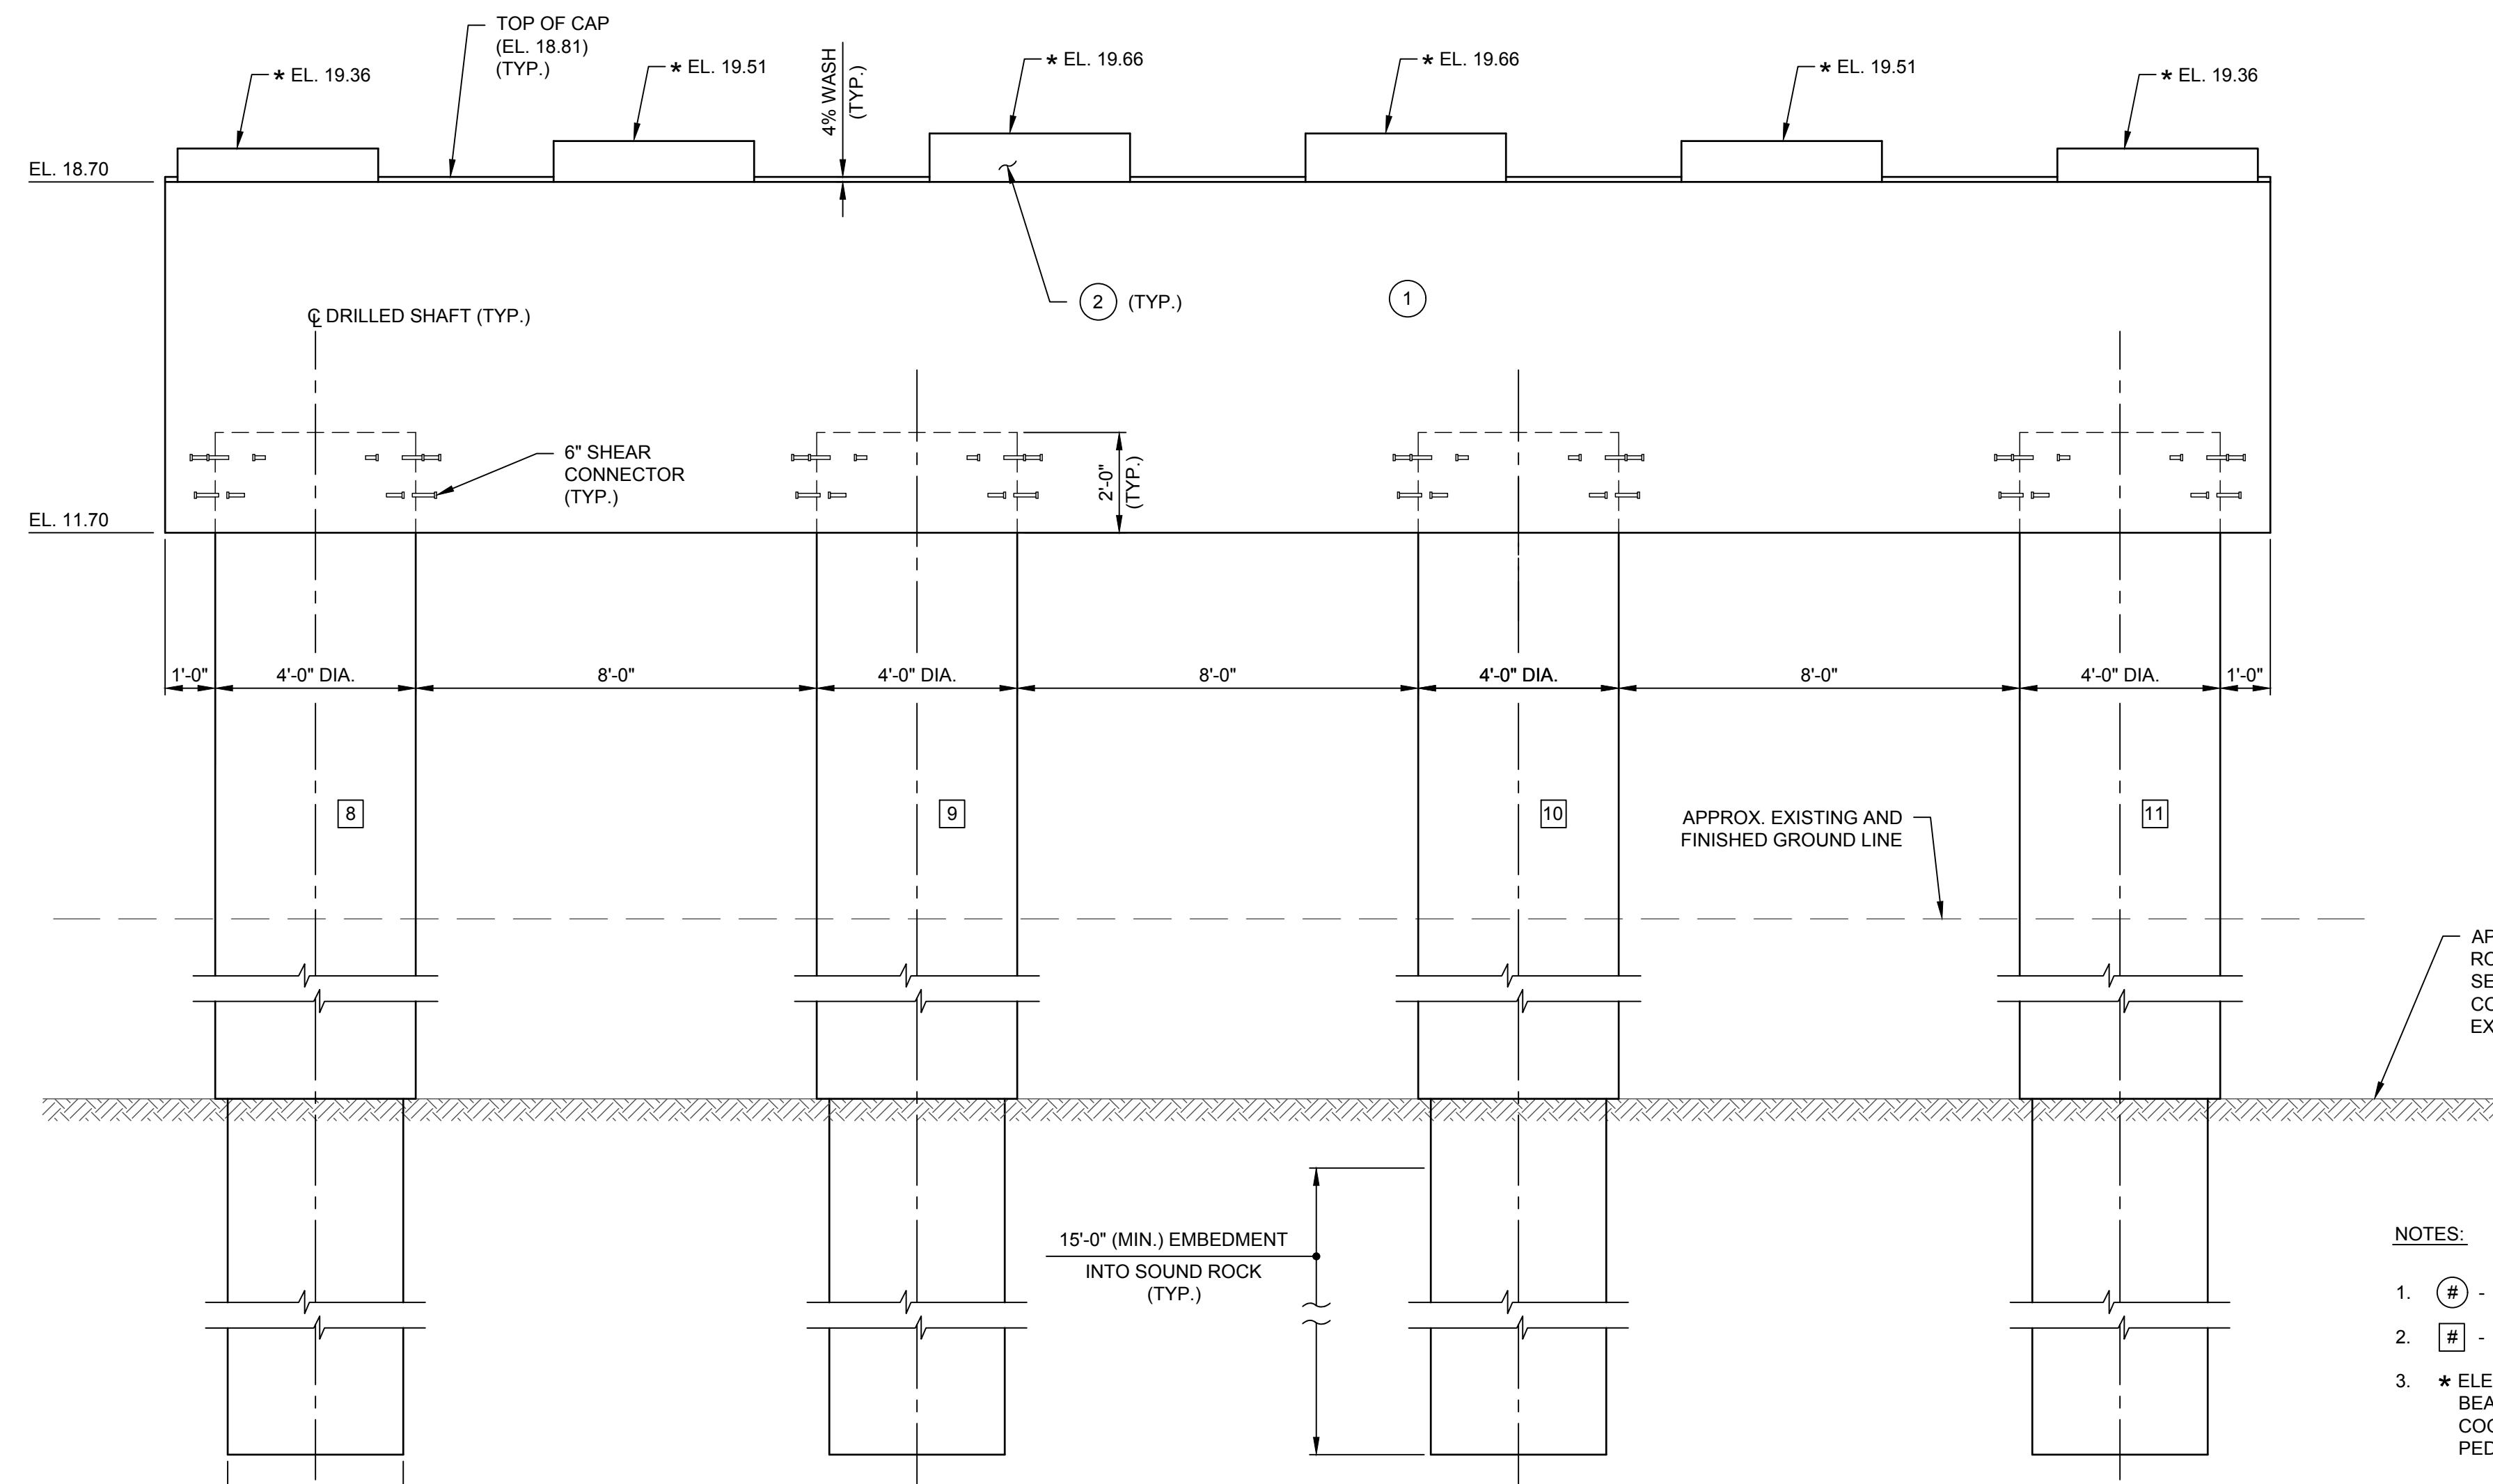 TOP OF CAP
(EL. 18.81)
(TYP.)
* EL. 19.36
* EL. 19.51
4% WASH
(TYP.)
* EL. 19.66
* EL. 19.66
* EL. 19.51
* EL. 19.36
EL. 18.70
2 (TYP.)
1
℄ DRILLED SHAFT (TYP.)
6" SHEAR
CONNECTOR
(TYP.)
2'-0"
(TYP.)
EL. 11.70
1'-0"
4'-0" DIA.
8'-0"
4'-0" DIA.
8'-0"
4'-0" DIA.
8'-0"
4'-0" DIA.
1'-0"
8
9
10
11
APPROX. EXISTING AND
FINISHED GROUND LINE
15'-0" (MIN.) EMBEDMENT
INTO SOUND ROCK
(TYP.)
NOTES:
1. # -
2. # -
3. *